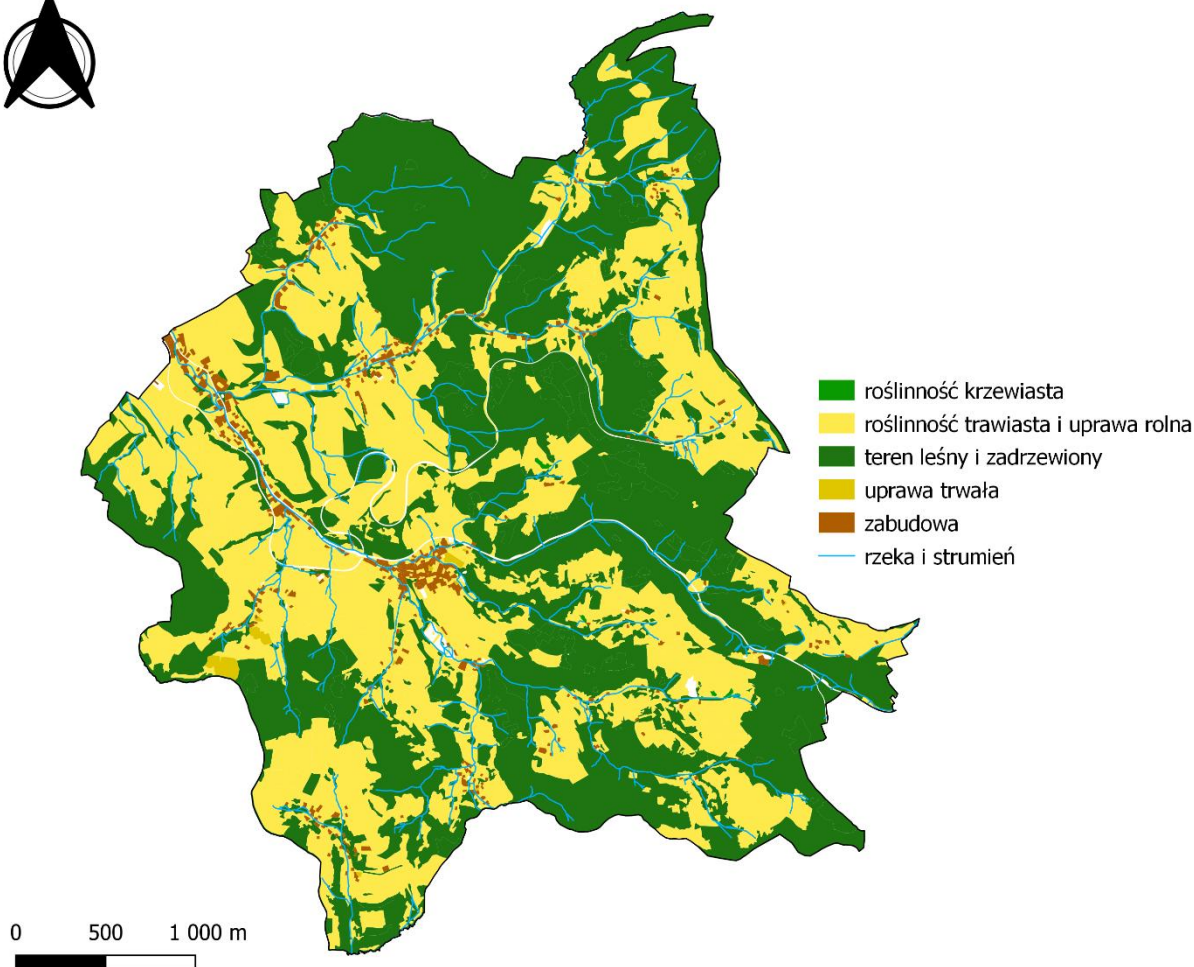 roślinność krzewiasta
roślinność trawiasta i uprawa rolna
teren leśny i zadrzewiony
uprawa trwała
zabudowa
rzeka i strumień
0 500 1 000 m